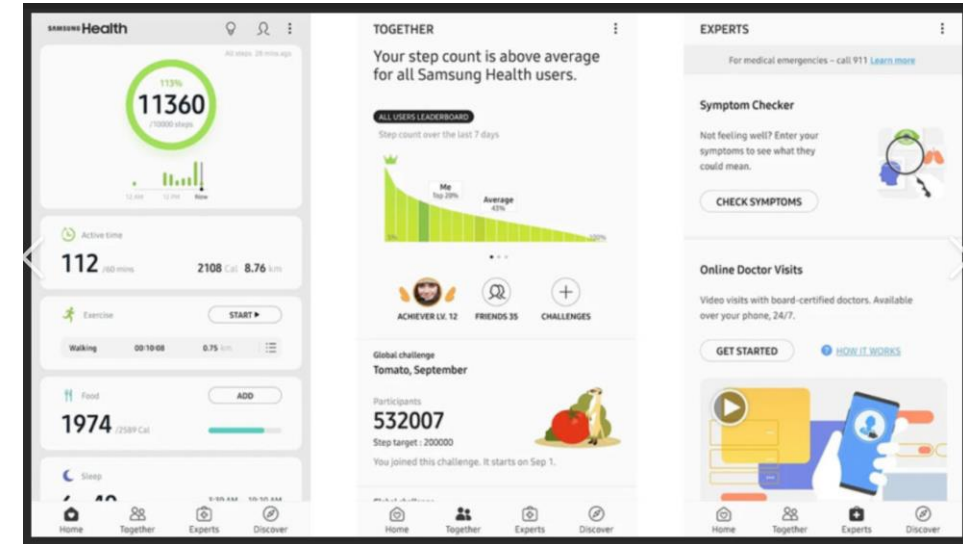 SAMSUNG Health
All steps. 28 mins ago
113%
11360
/10000 steps
12 AM 12 PM Now
Active time
112 /60 mins 2108 Cal 8.76 km
Exercise START
Walking 00:10:08 0.75 km
Food ADD
1974 /2589 Cal
Sleep
Home Together Experts Discover
TOGETHER
Your step count is above average
for all Samsung Health users.
ALL USERS LEADERBOARD
Step count over the last 7 days
Me
Top 20%
Average
43%
0% 100%
ACHIEVER LV. 12 FRIENDS 35 CHALLENGES
Global challenge
Tomato, September
Participants
532007
Step target : 200000
You joined this challenge. It starts on Sep 1.
Global challenge
Home Together Experts Discover
EXPERTS
For medical emergencies – call 911 Learn more
Symptom Checker
Not feeling well? Enter your
symptoms to see what they
could mean.
CHECK SYMPTOMS
Online Doctor Visits
Video visits with board-certified doctors. Available
over your phone, 24/7.
GET STARTED ? HOW IT WORKS
Home Together Experts Discover